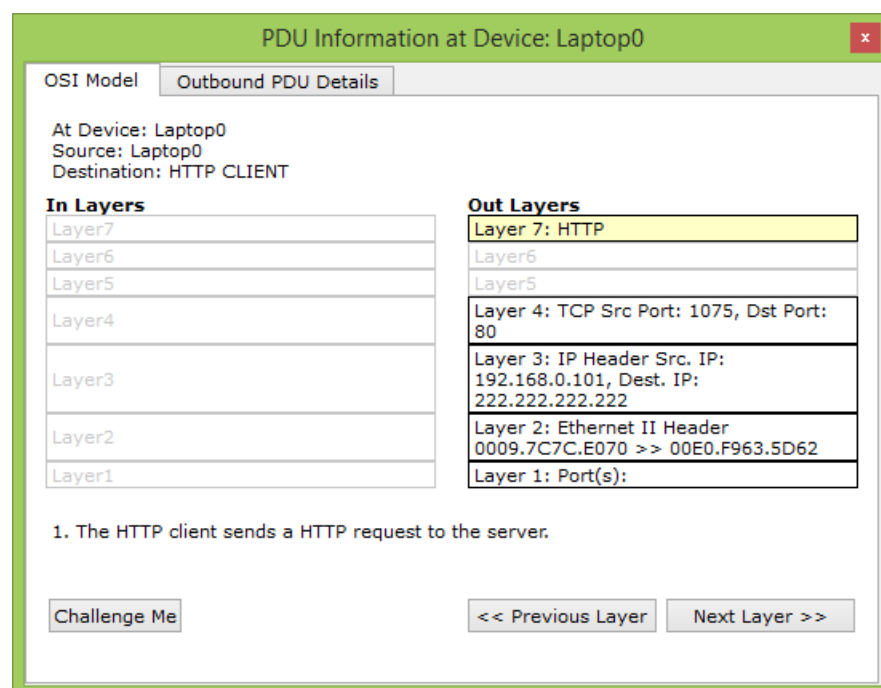 PDU Information at Device: Laptop0
x
OSI Model
Outbound PDU Details
At Device: Laptop0
Source: Laptop0
Destination: HTTP CLIENT
In Layers
Layer7
Layer6
Layer5
Layer4
Layer3
Layer2
Layer1
Out Layers
Layer 7: HTTP
Layer6
Layer5
Layer 4: TCP Src Port: 1075, Dst Port:
80
Layer 3: IP Header Src. IP:
192.168.0.101, Dest. IP:
222.222.222.222
Layer 2: Ethernet II Header
0009.7C7C.E070 >> 00E0.F963.5D62
Layer 1: Port(s):
1. The HTTP client sends a HTTP request to the server.
Challenge Me
<< Previous Layer
Next Layer >>